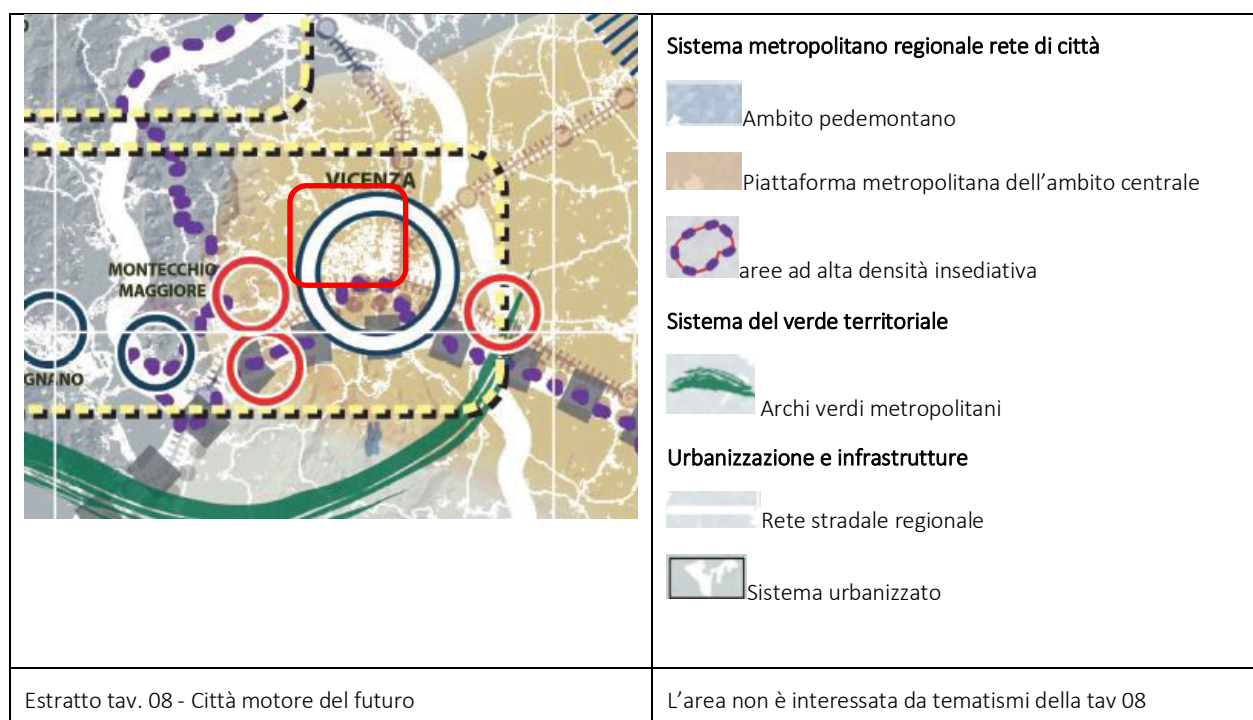 VICENZA
MONTECCHIO
MAGGIORE
GNANO
Sistema metropolitano regionale rete di città
Ambito pedemontano
Piattaforma metropolitana dell’ambito centrale
aree ad alta densità insediativa
Sistema del verde territoriale
Archi verdi metropolitani
Urbanizzazione e infrastrutture
Rete stradale regionale
Sistema urbanizzato
Estratto tav. 08 - Città motore del futuro
L’area non è interessata da tematismi della tav 08